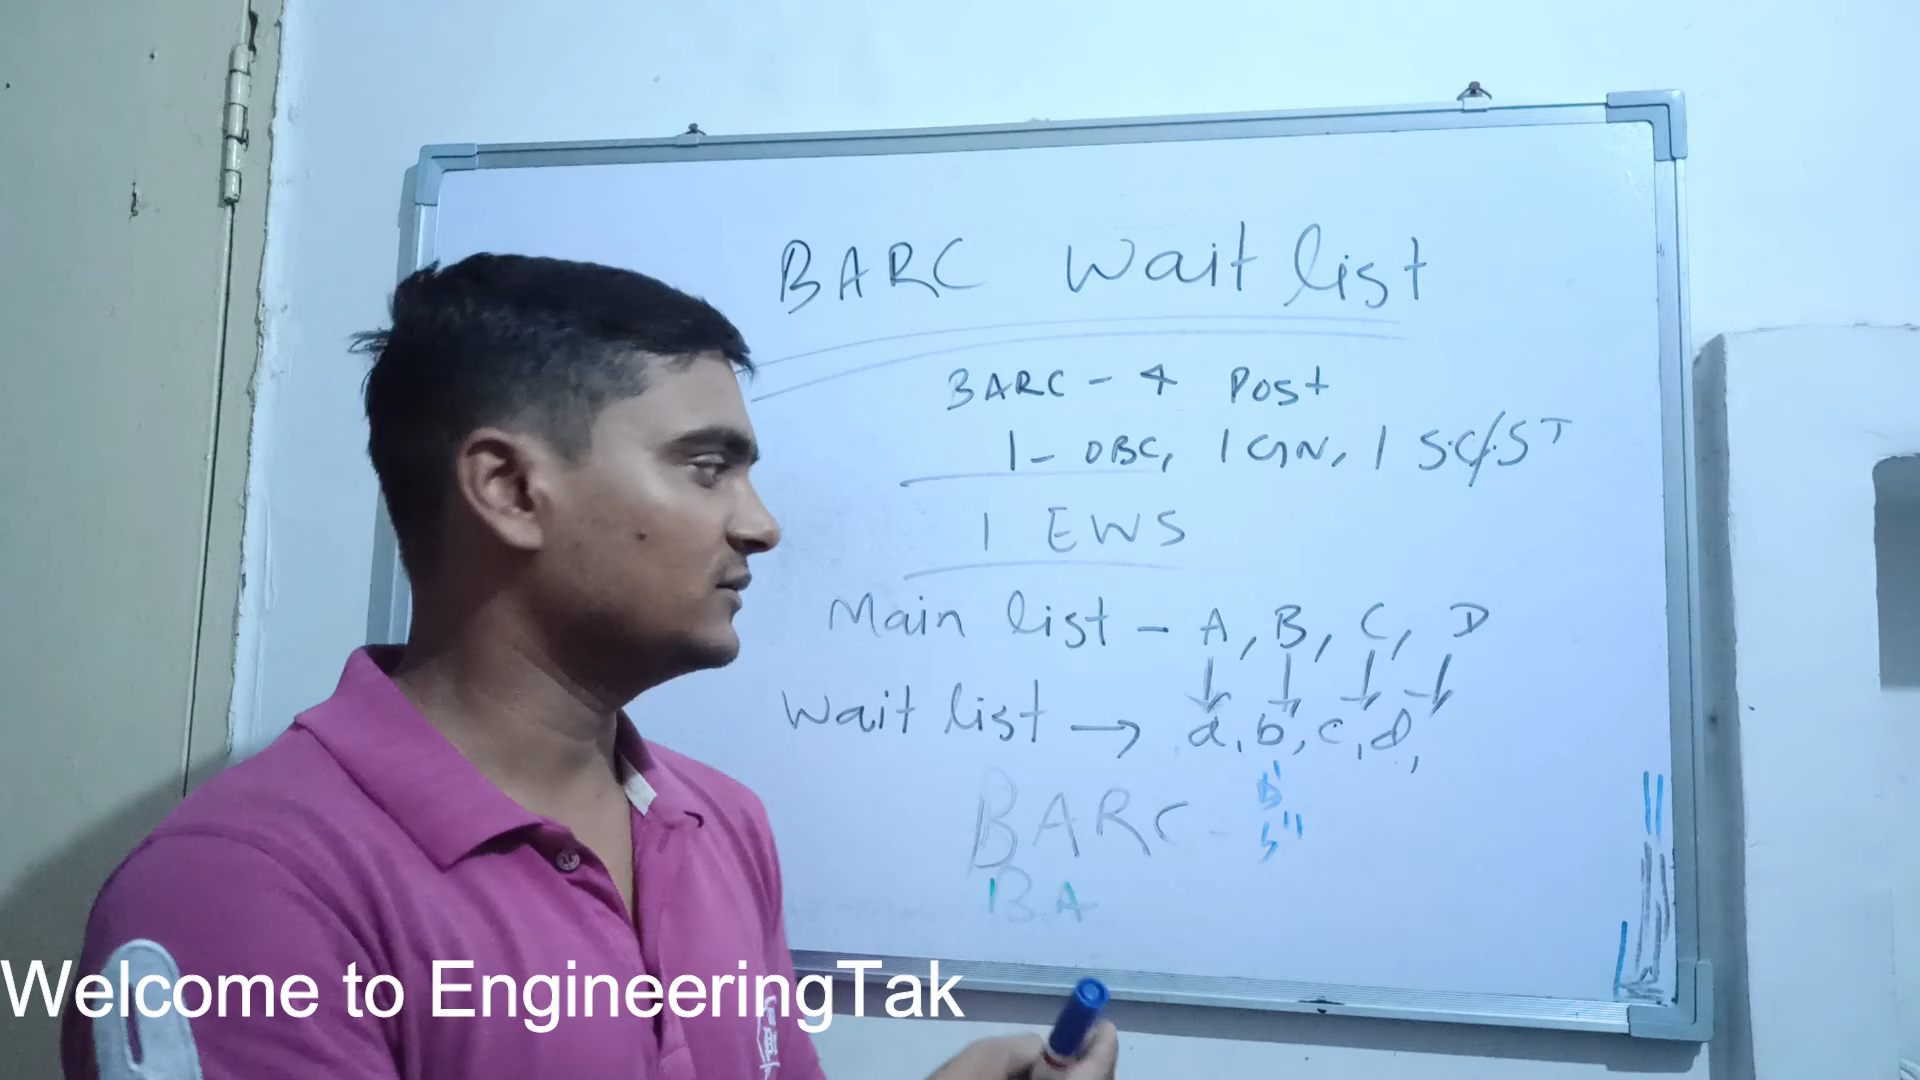 BARC Wait list
BARC - 4 Post
1 - OBC, 1 GN, 1 SC/ST
1 EWS
Main list - A, B, C, D
Wait list → a, b, c, d,
b'
BARC -
b''
BA
Welcome to EngineeringTak